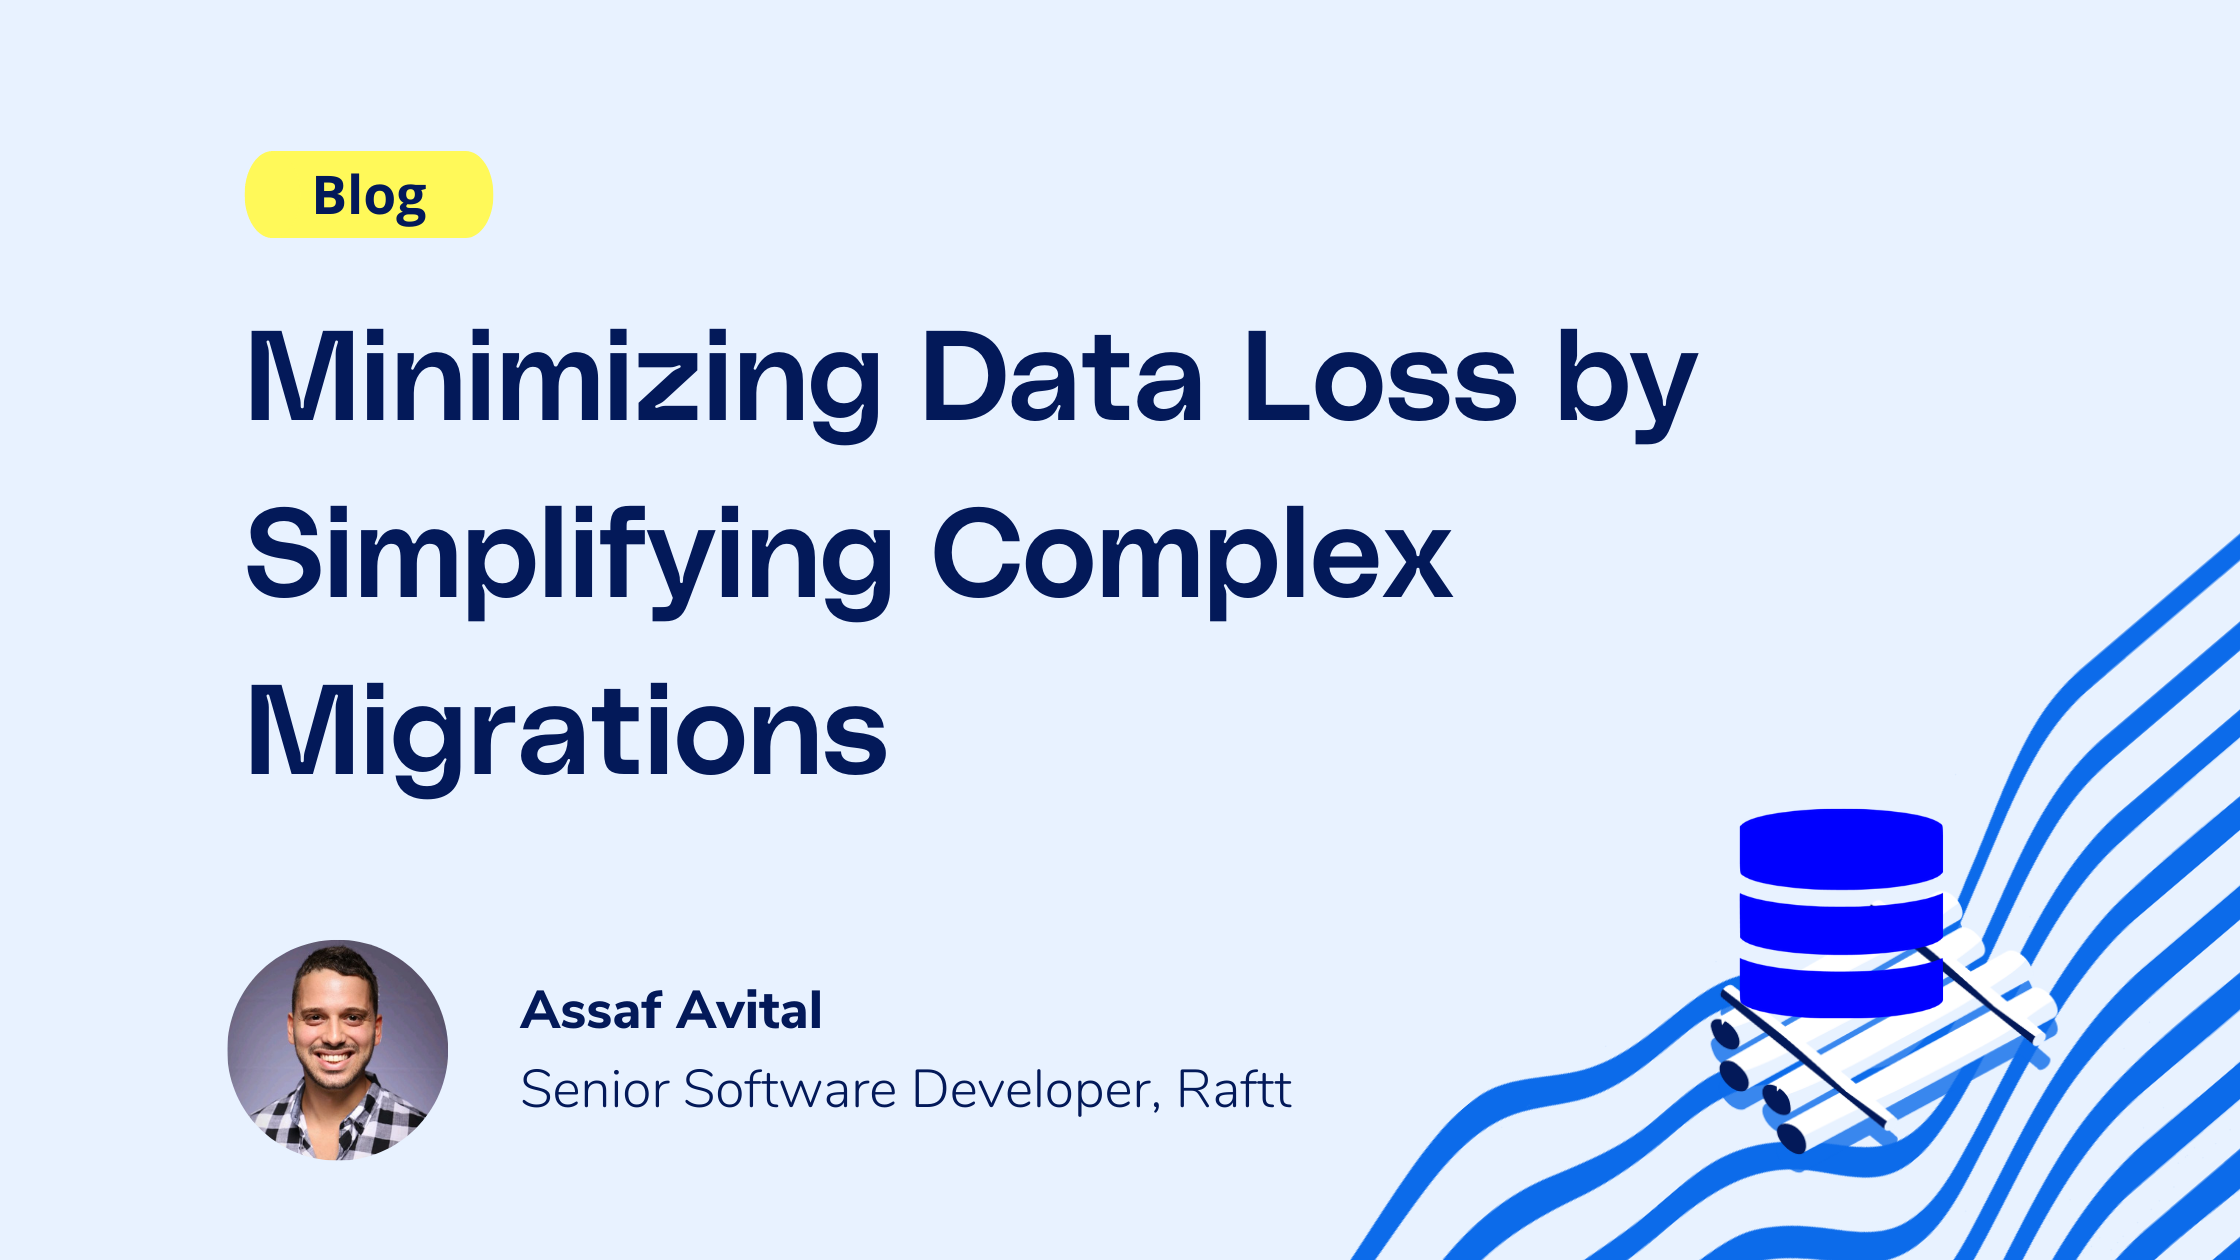 Blog
Minimizing Data Loss by
Simplifying Complex
Migrations
Assaf Avital
Senior Software Developer, Raftt